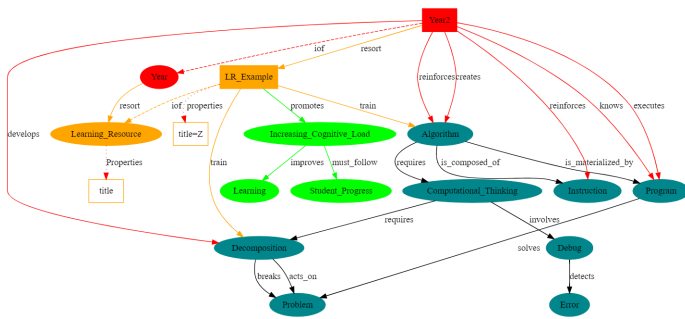 Year2
iof
resort
Year
LR_Example
reinforces
creates
resort
iof
properties
promotes
train
reinforces
knows
executes
develops
Learning_Resource
title=Z
Increasing_Cognitive_Load
Algorithm
Properties
train
improves
must_follow
requires
is_composed_of
is_materialized_by
title
Learning
Student_Progress
Computational_Thinking
Instruction
Program
requires
involves
solves
Decomposition
Debug
breaks
acts_on
detects
Problem
Error